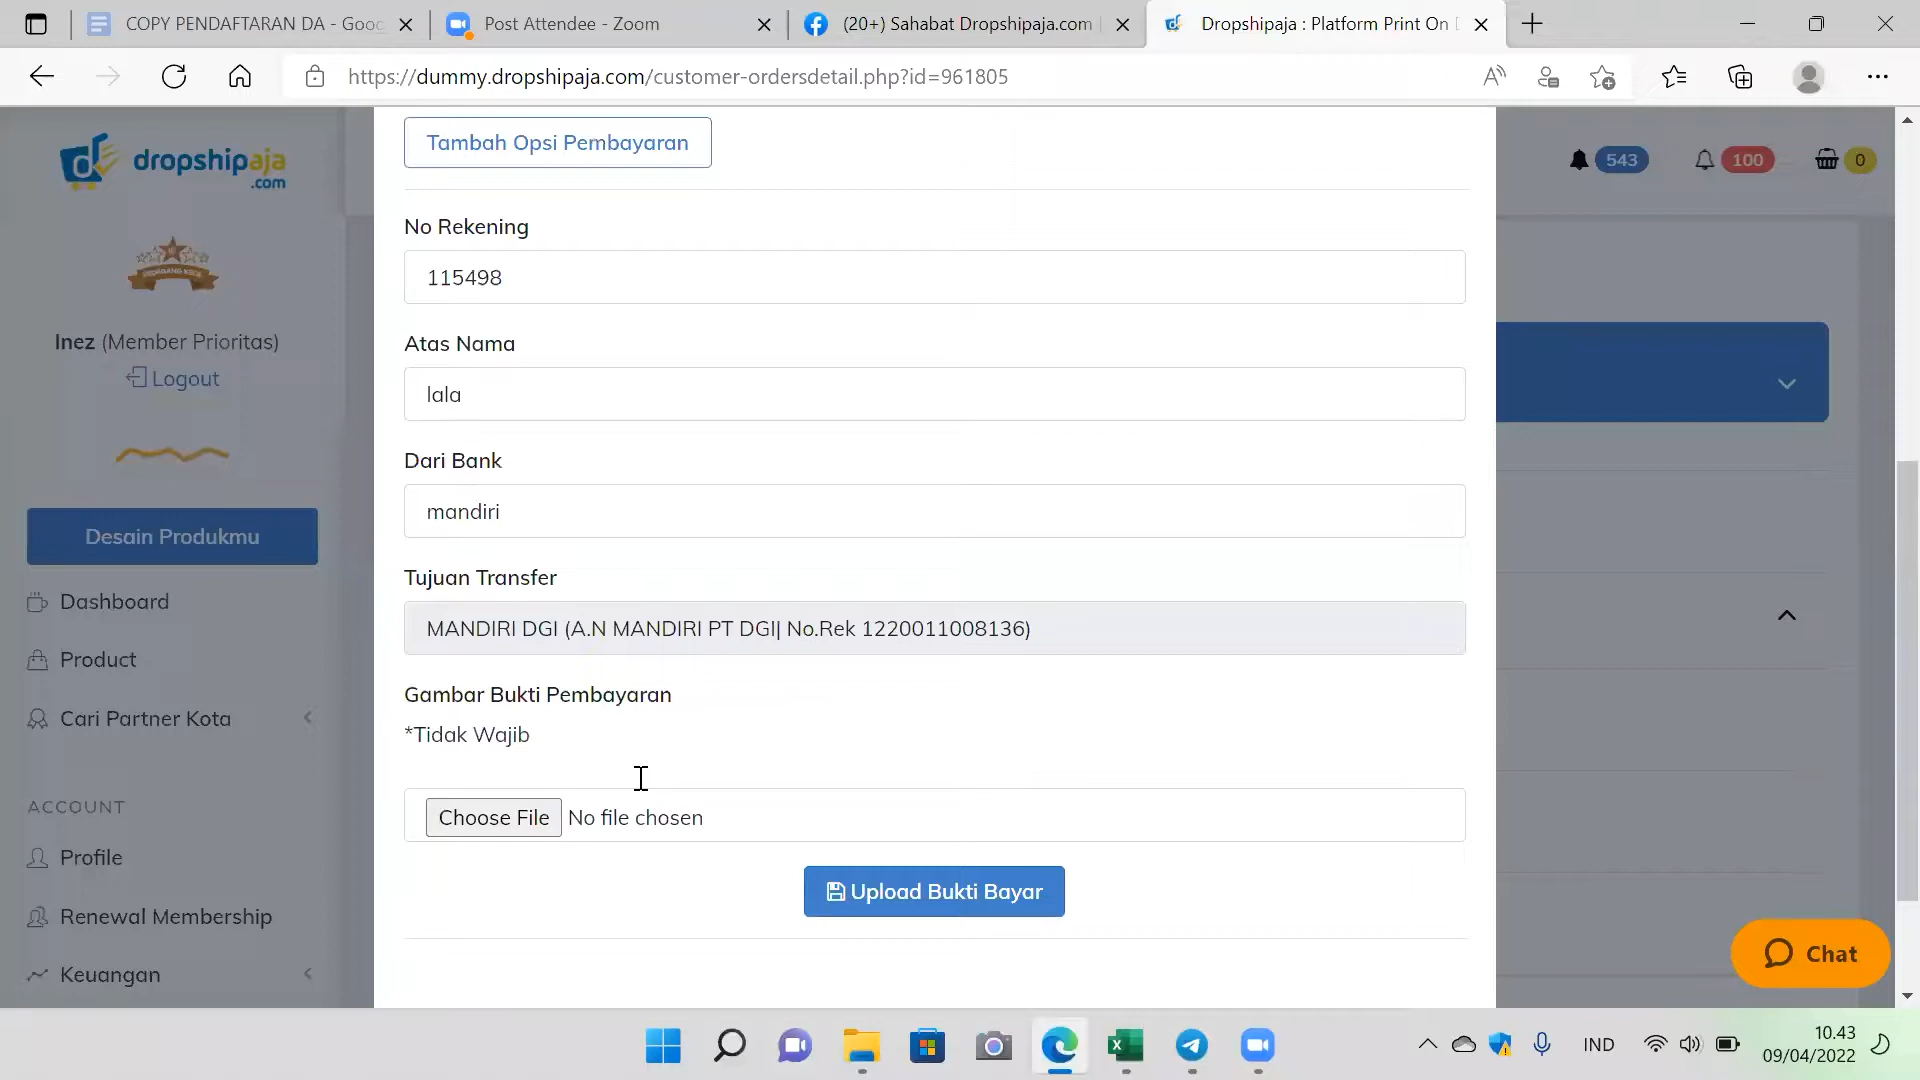 COPY PENDAFTARAN DA - Goo
Post Attendee - Zoom
(20+) Sahabat Dropshipaja.com
Dropshipaja : Platform Print On
https://dummy.dropshipaja.com/customer-ordersdetail.php?id=961805
dropshipaja
.com
Inez (Member Prioritas)
Logout
Desain Produkmu
Dashboard
Product
Cari Partner Kota
ACCOUNT
Profile
Renewal Membership
Keuangan
Tambah Opsi Pembayaran
No Rekening
115498
Atas Nama
lala
Dari Bank
mandiri
Tujuan Transfer
MANDIRI DGI (A.N MANDIRI PT DGI| No.Rek 1220011008136)
Gambar Bukti Pembayaran
*Tidak Wajib
Choose File No file chosen
Upload Bukti Bayar
543
100
0
Chat
IND
10.43
09/04/2022